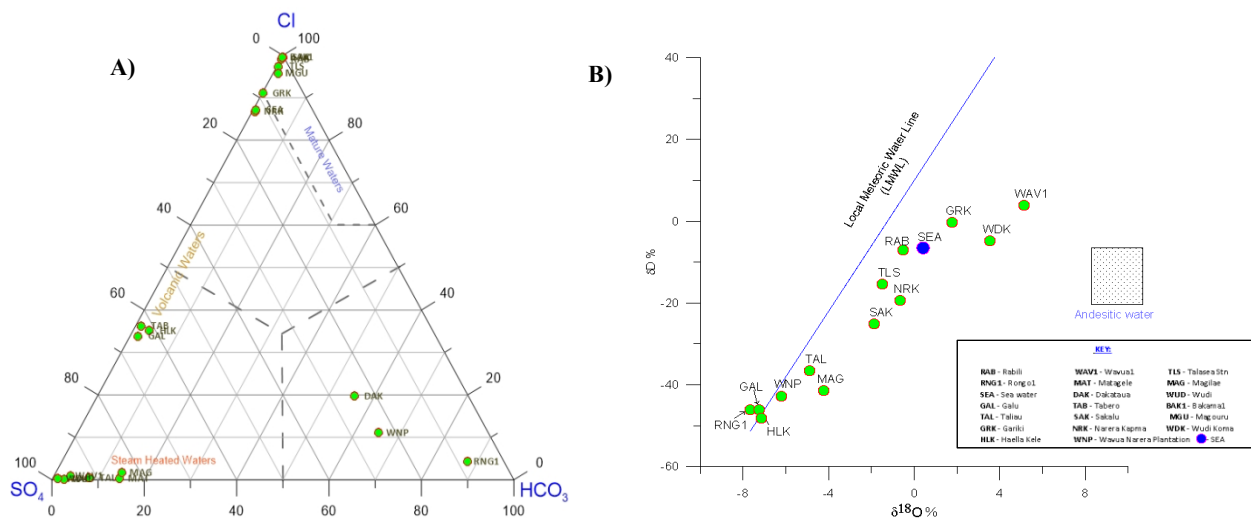 A)
Cl
0 100
BAK1
TLS
MGU
GRK
SEA
NRK
20 80
Mature Waters
40 60
Volcanic Waters
60 40
TAB
HLK
GAL
80 20
DAK
WNP
Steam Heated Waters
100 WAV1 TAL MAG MAT RNG1 0
SO4 HCO3
0 20 40 60 80 100
B)
40
20
0
-20
-40
-60
δD %
Local Meteoric Water Line
(LMWL)
WAV1
GRK
WDK
RAB SEA
TLS
NRK
SAK
TAL
GAL WNP MAG
RNG1 HLK
Andesitic water
-8 -4 0 4 8
δ18O %
KEY:
RAB - Rabili WAV1 - Wavua1 TLS - Talasea Stn
RNG1 - Rongo1 MAT - Matagele MAG - Magilae
SEA - Sea water DAK - Dakataua WUD - Wudi
GAL - Galu TAB - Tabero BAK1 - Bakama1
TAL - Taliau SAK - Sakalu MGU - Magouru
GRK - Gariki NRK - Narera Kapma WDK - Wudi Koma
HLK - Haella Kele WNP - Wavua Narera Plantation - SEA